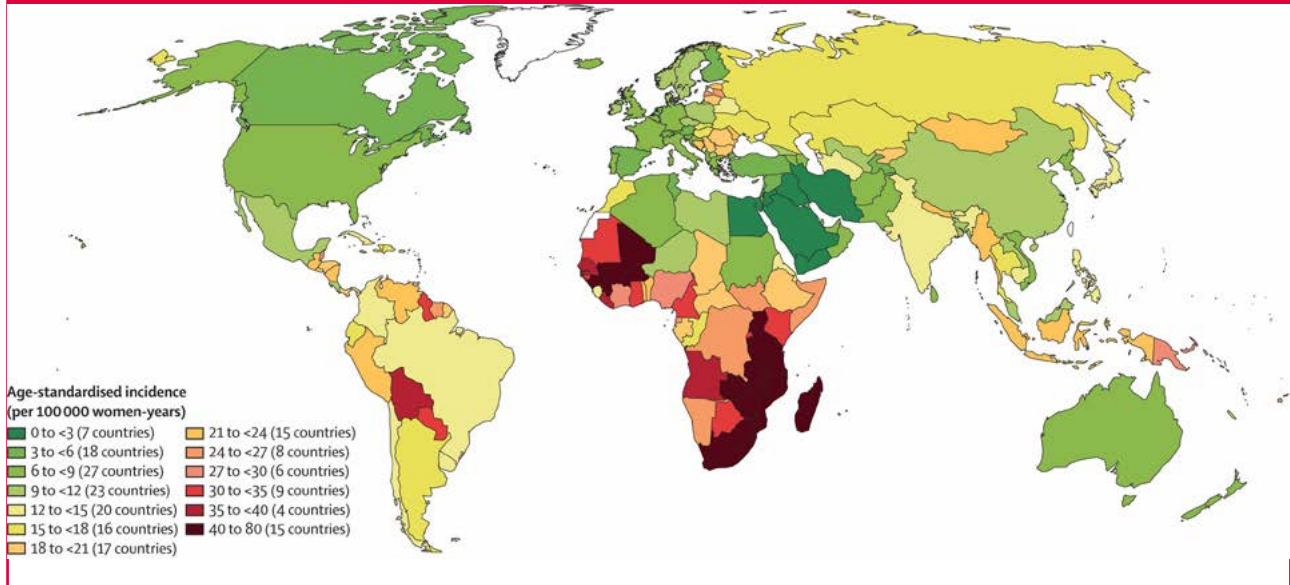 Age-standardised incidence
(per 100 000 women-years)
0 to <3 (7 countries)
3 to <6 (18 countries)
6 to <9 (27 countries)
9 to <12 (23 countries)
12 to <15 (20 countries)
15 to <18 (16 countries)
18 to <21 (17 countries)
21 to <24 (15 countries)
24 to <27 (8 countries)
27 to <30 (6 countries)
30 to <35 (9 countries)
35 to <40 (4 countries)
40 to 80 (15 countries)